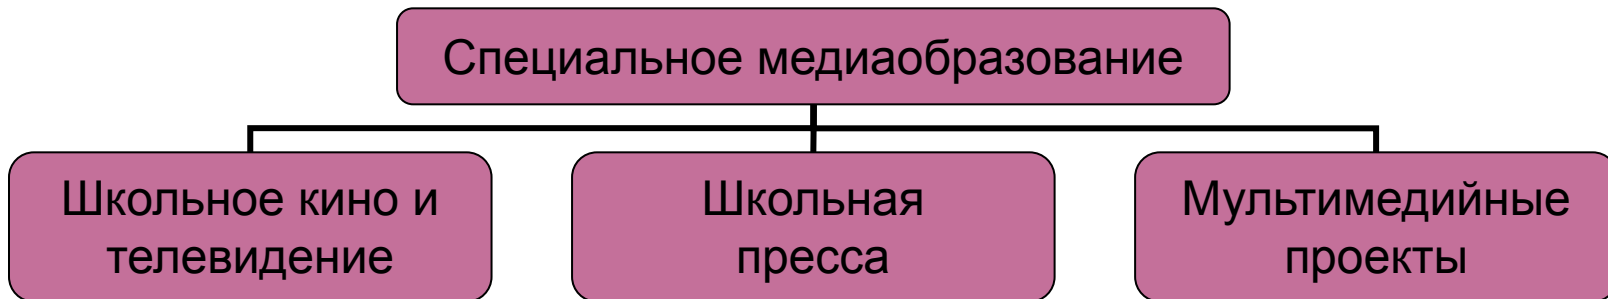 Специальное медиаобразование
Школьное кино и
телевидение
Школьная
пресса
Мультимедийные
проекты